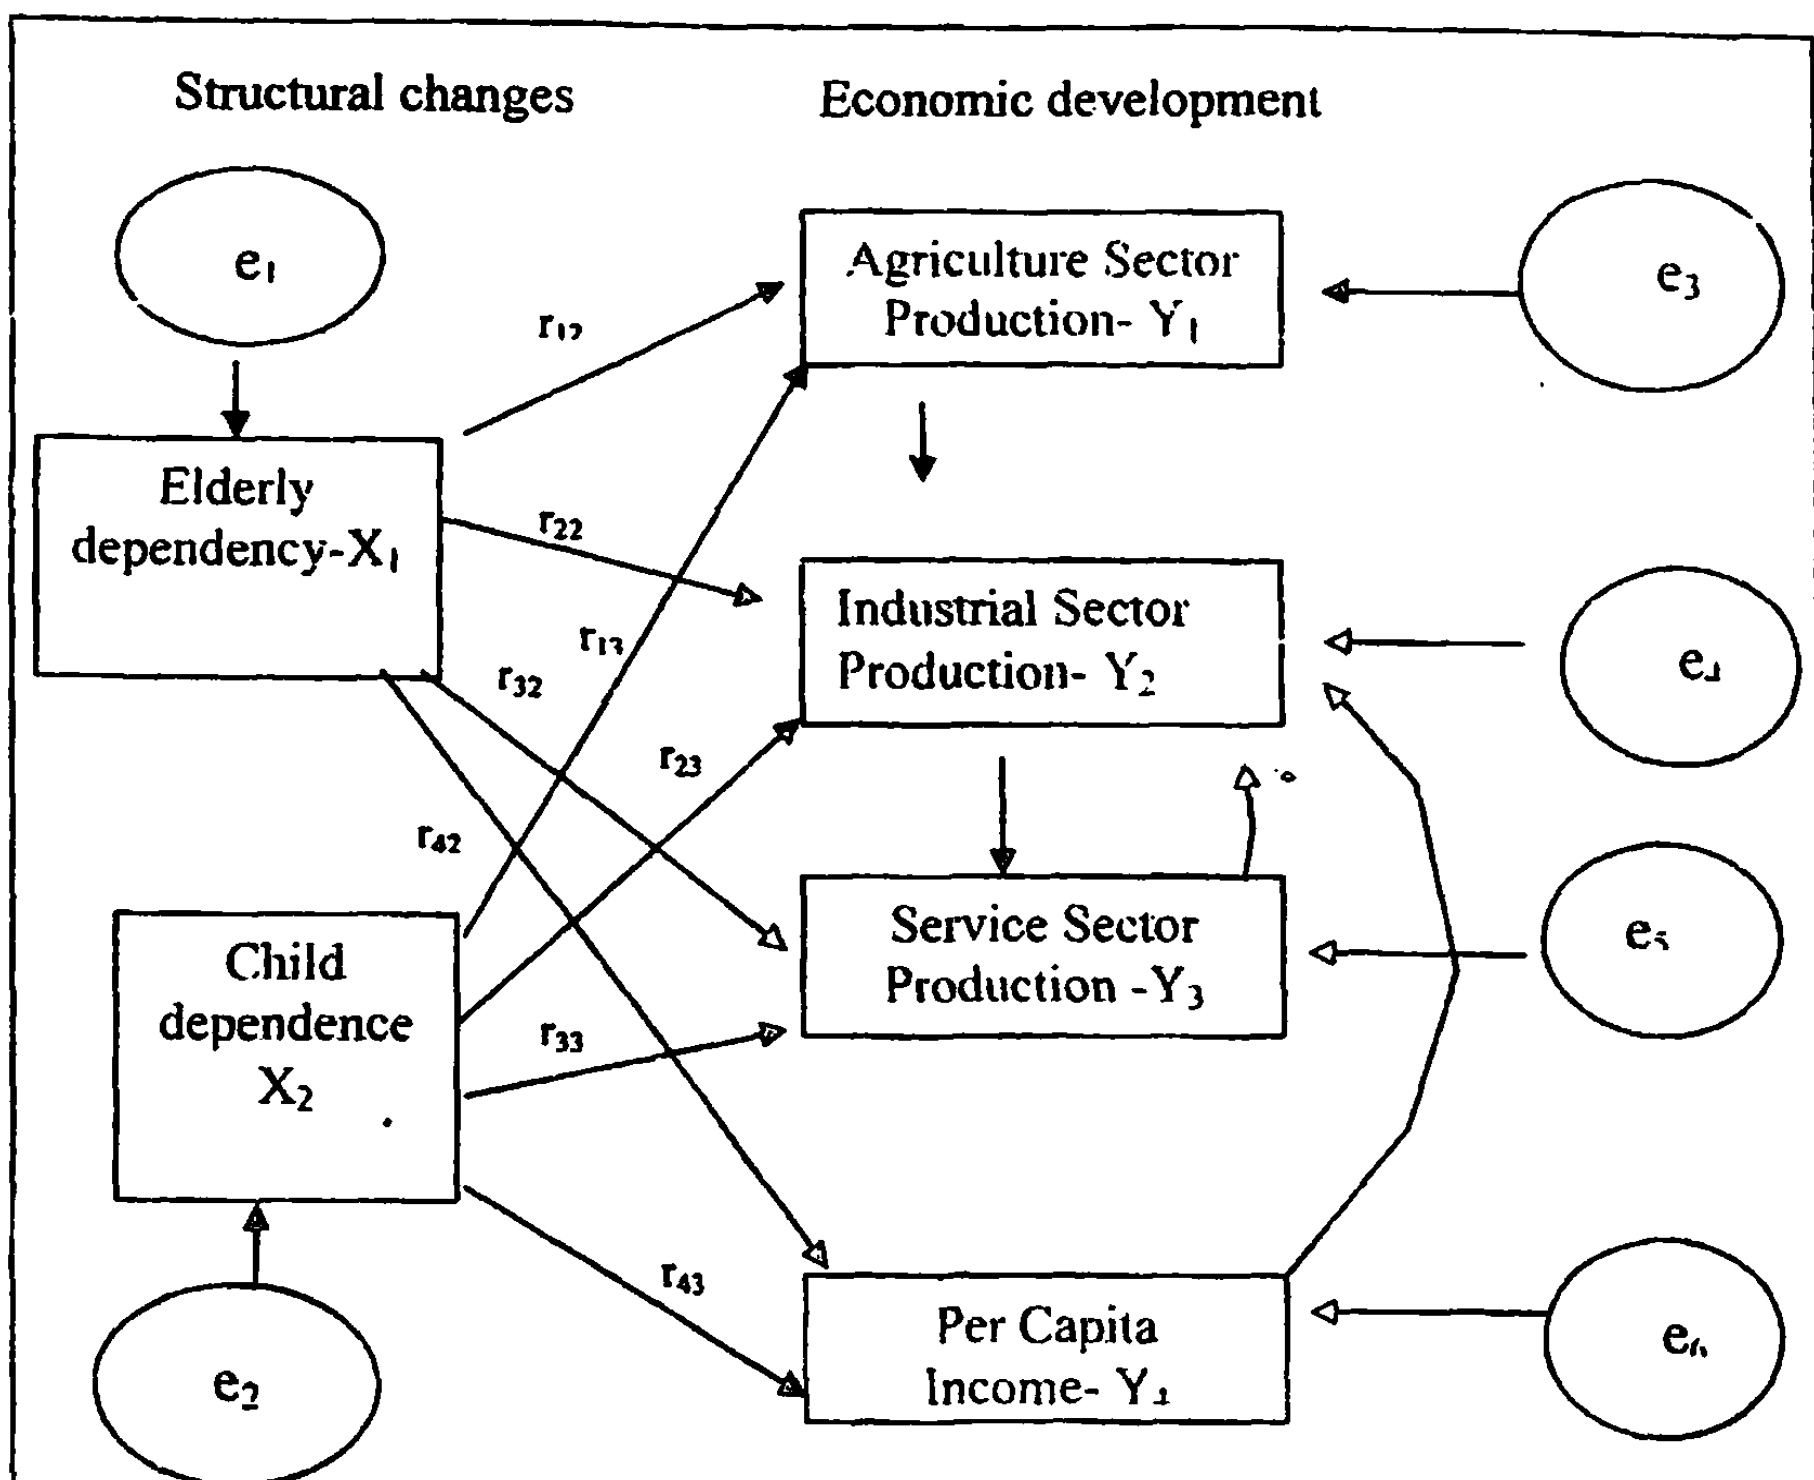 Structural changes
Economic development
e₁
Agriculture Sector
Production- Y₁
e₃
r₁₂
Elderly
dependency-X₁
r₂₂
Industrial Sector
Production- Y₂
e₄
r₁₃
r₃₂
r₂₃
r₄₂
Service Sector
Production -Y₃
e₅
Child
dependence
X₂
r₃₃
r₄₃
Per Capita
Income- Y₄
e₆
e₂